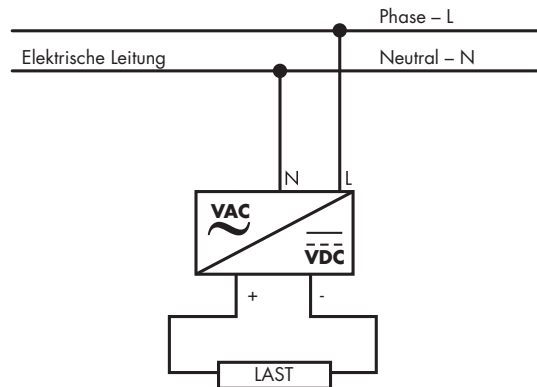 Phase – L
Elektrische Leitung
Neutral – N
N
L
VAC
VDC
+
-
LAST